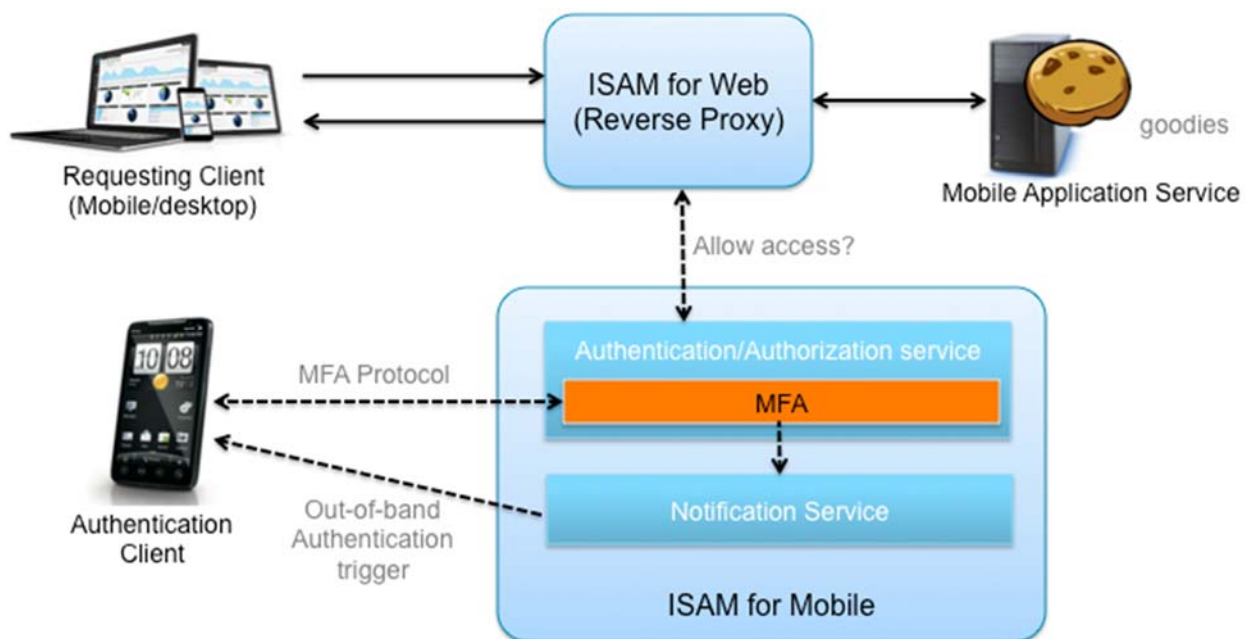 ISAM for Web
(Reverse Proxy)
goodies
Requesting Client
(Mobile/desktop)
Mobile Application Service
Allow access?
Authentication/Authorization service
MFA Protocol
MFA
10 08
Out-of-band
Authentication
trigger
Notification Service
Authentication
Client
ISAM for Mobile